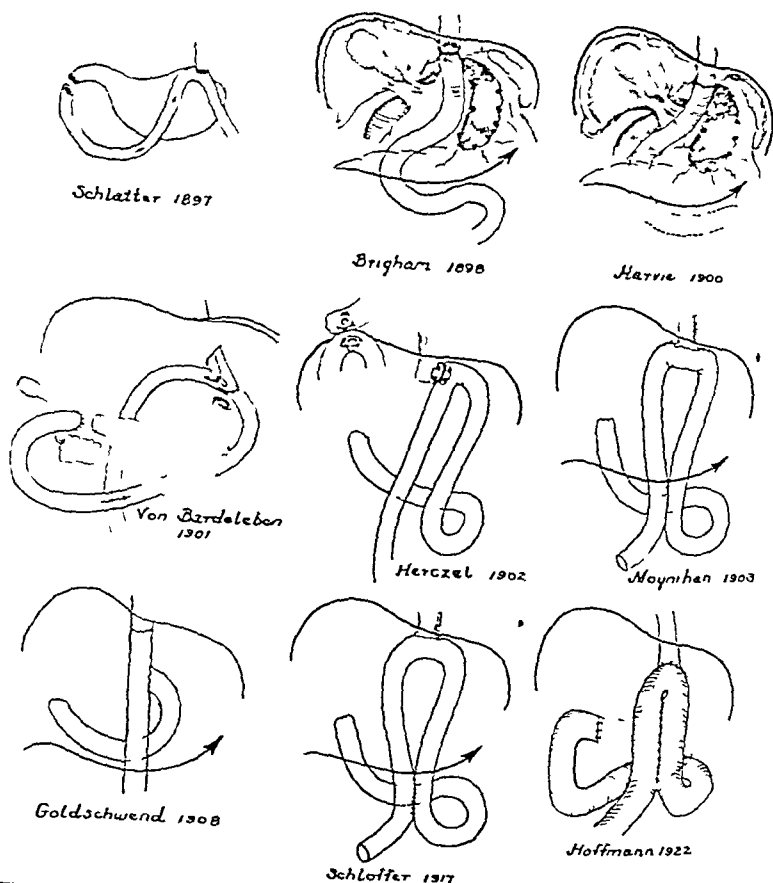 Schlatter 1897
Brigham 1898
Harvie 1900
Von Bardeleben
1901
Herczel 1902
Moynihan 1903
Goldschwend 1908
Schloffer 1917
Hoffmann 1922